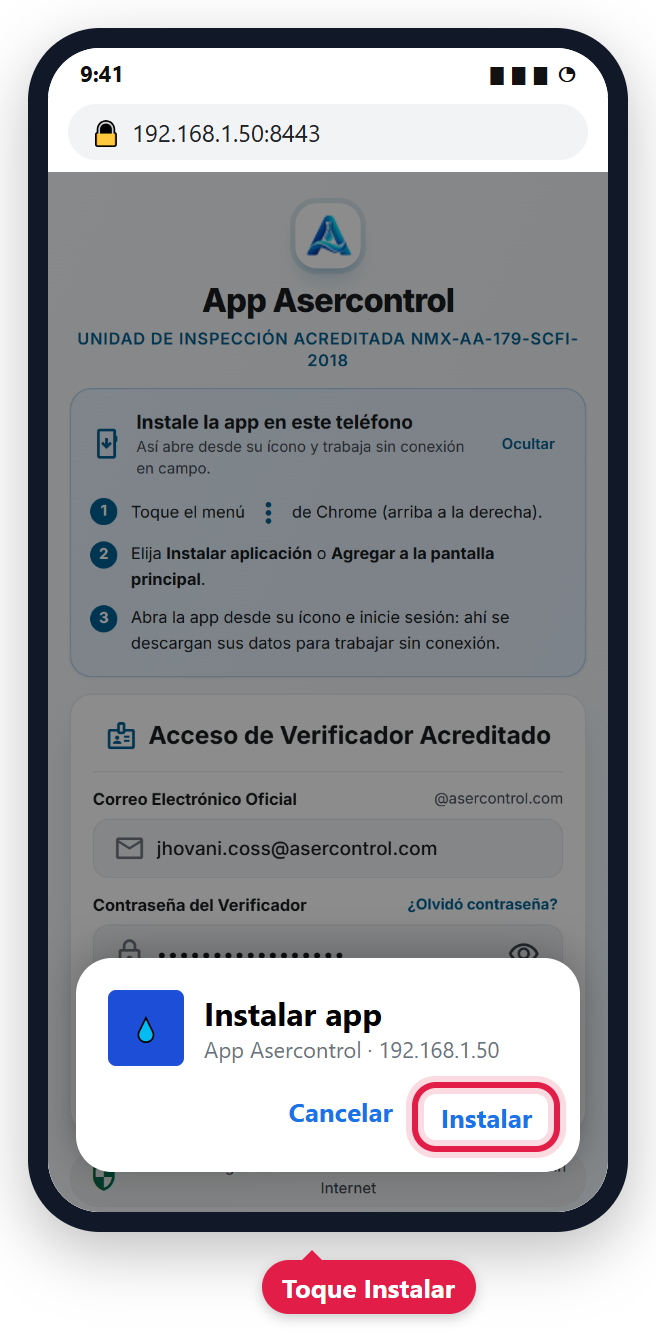 9:41
192.168.1.50:8443
App Asercontrol
UNIDAD DE INSPECCIÓN ACREDITADA NMX-AA-179-SCFI-
2018
Instale la app en este teléfono
Así abre desde su ícono y trabaja sin conexión
en campo.
Ocultar
1 Toque el menú de Chrome (arriba a la derecha).
2 Elija Instalar aplicación o Agregar a la pantalla
principal.
3 Abra la app desde su ícono e inicie sesión: ahí se
descargan sus datos para trabajar sin conexión.
Acceso de Verificador Acreditado
Correo Electrónico Oficial @asercontrol.com
jhovani.coss@asercontrol.com
Contraseña del Verificador ¿Olvidó contraseña?
Instalar app
App Asercontrol · 192.168.1.50
Cancelar Instalar
Internet
Toque Instalar